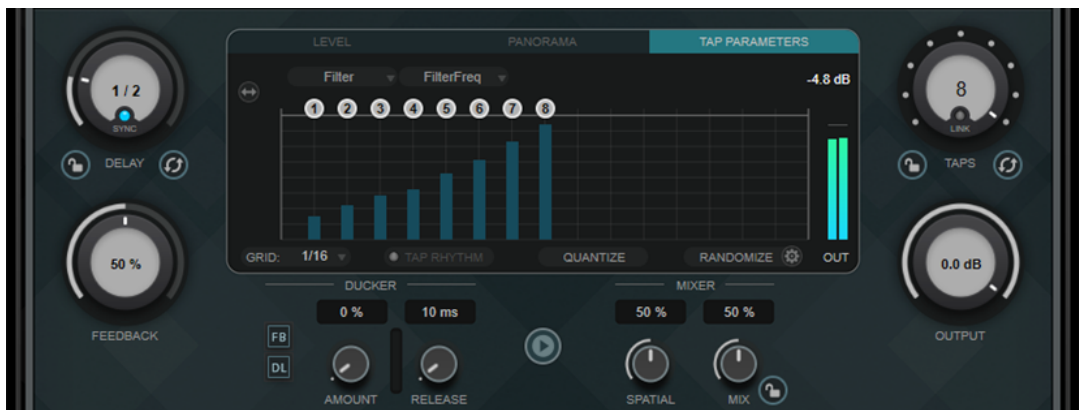 LEVEL PANORAMA TAP PARAMETERS
Filter FilterFreq -4.8 dB
1 2 3 4 5 6 7 8
1 / 2
SYNC
DELAY
8
LINK
TAPS
GRID: 1/16 TAP RHYTHM QUANTIZE RANDOMIZE OUT
50 %
FEEDBACK
0.0 dB
OUTPUT
DUCKER MIXER
0 % 10 ms 50 % 50 %
FB
DL
AMOUNT RELEASE SPATIAL MIX